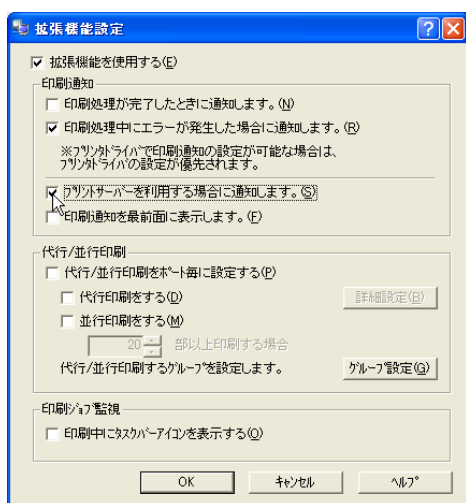 拡張機能設定
拡張機能を使用する(E)
印刷通知
印刷処理が完了したときに通知します。(N)
印刷処理中にエラーが発生した場合に通知します。(R)
※プリンタドライバで印刷通知の設定が可能な場合は、
プリンタドライバの設定が優先されます。
プリントサーバーを利用する場合に通知します。(S)
印刷通知を最前面に表示します。(F)
代行/並行印刷
代行/並行印刷をポート毎に設定する(P)
代行印刷をする(D)
詳細設定(B)
並行印刷をする(M)
20 部以上印刷する場合
代行/並行印刷するグループを設定します。
グループ設定(G)
印刷ジョブ監視
印刷中にタスクバーアイコンを表示する(O)
OK キャンセル ヘルプ